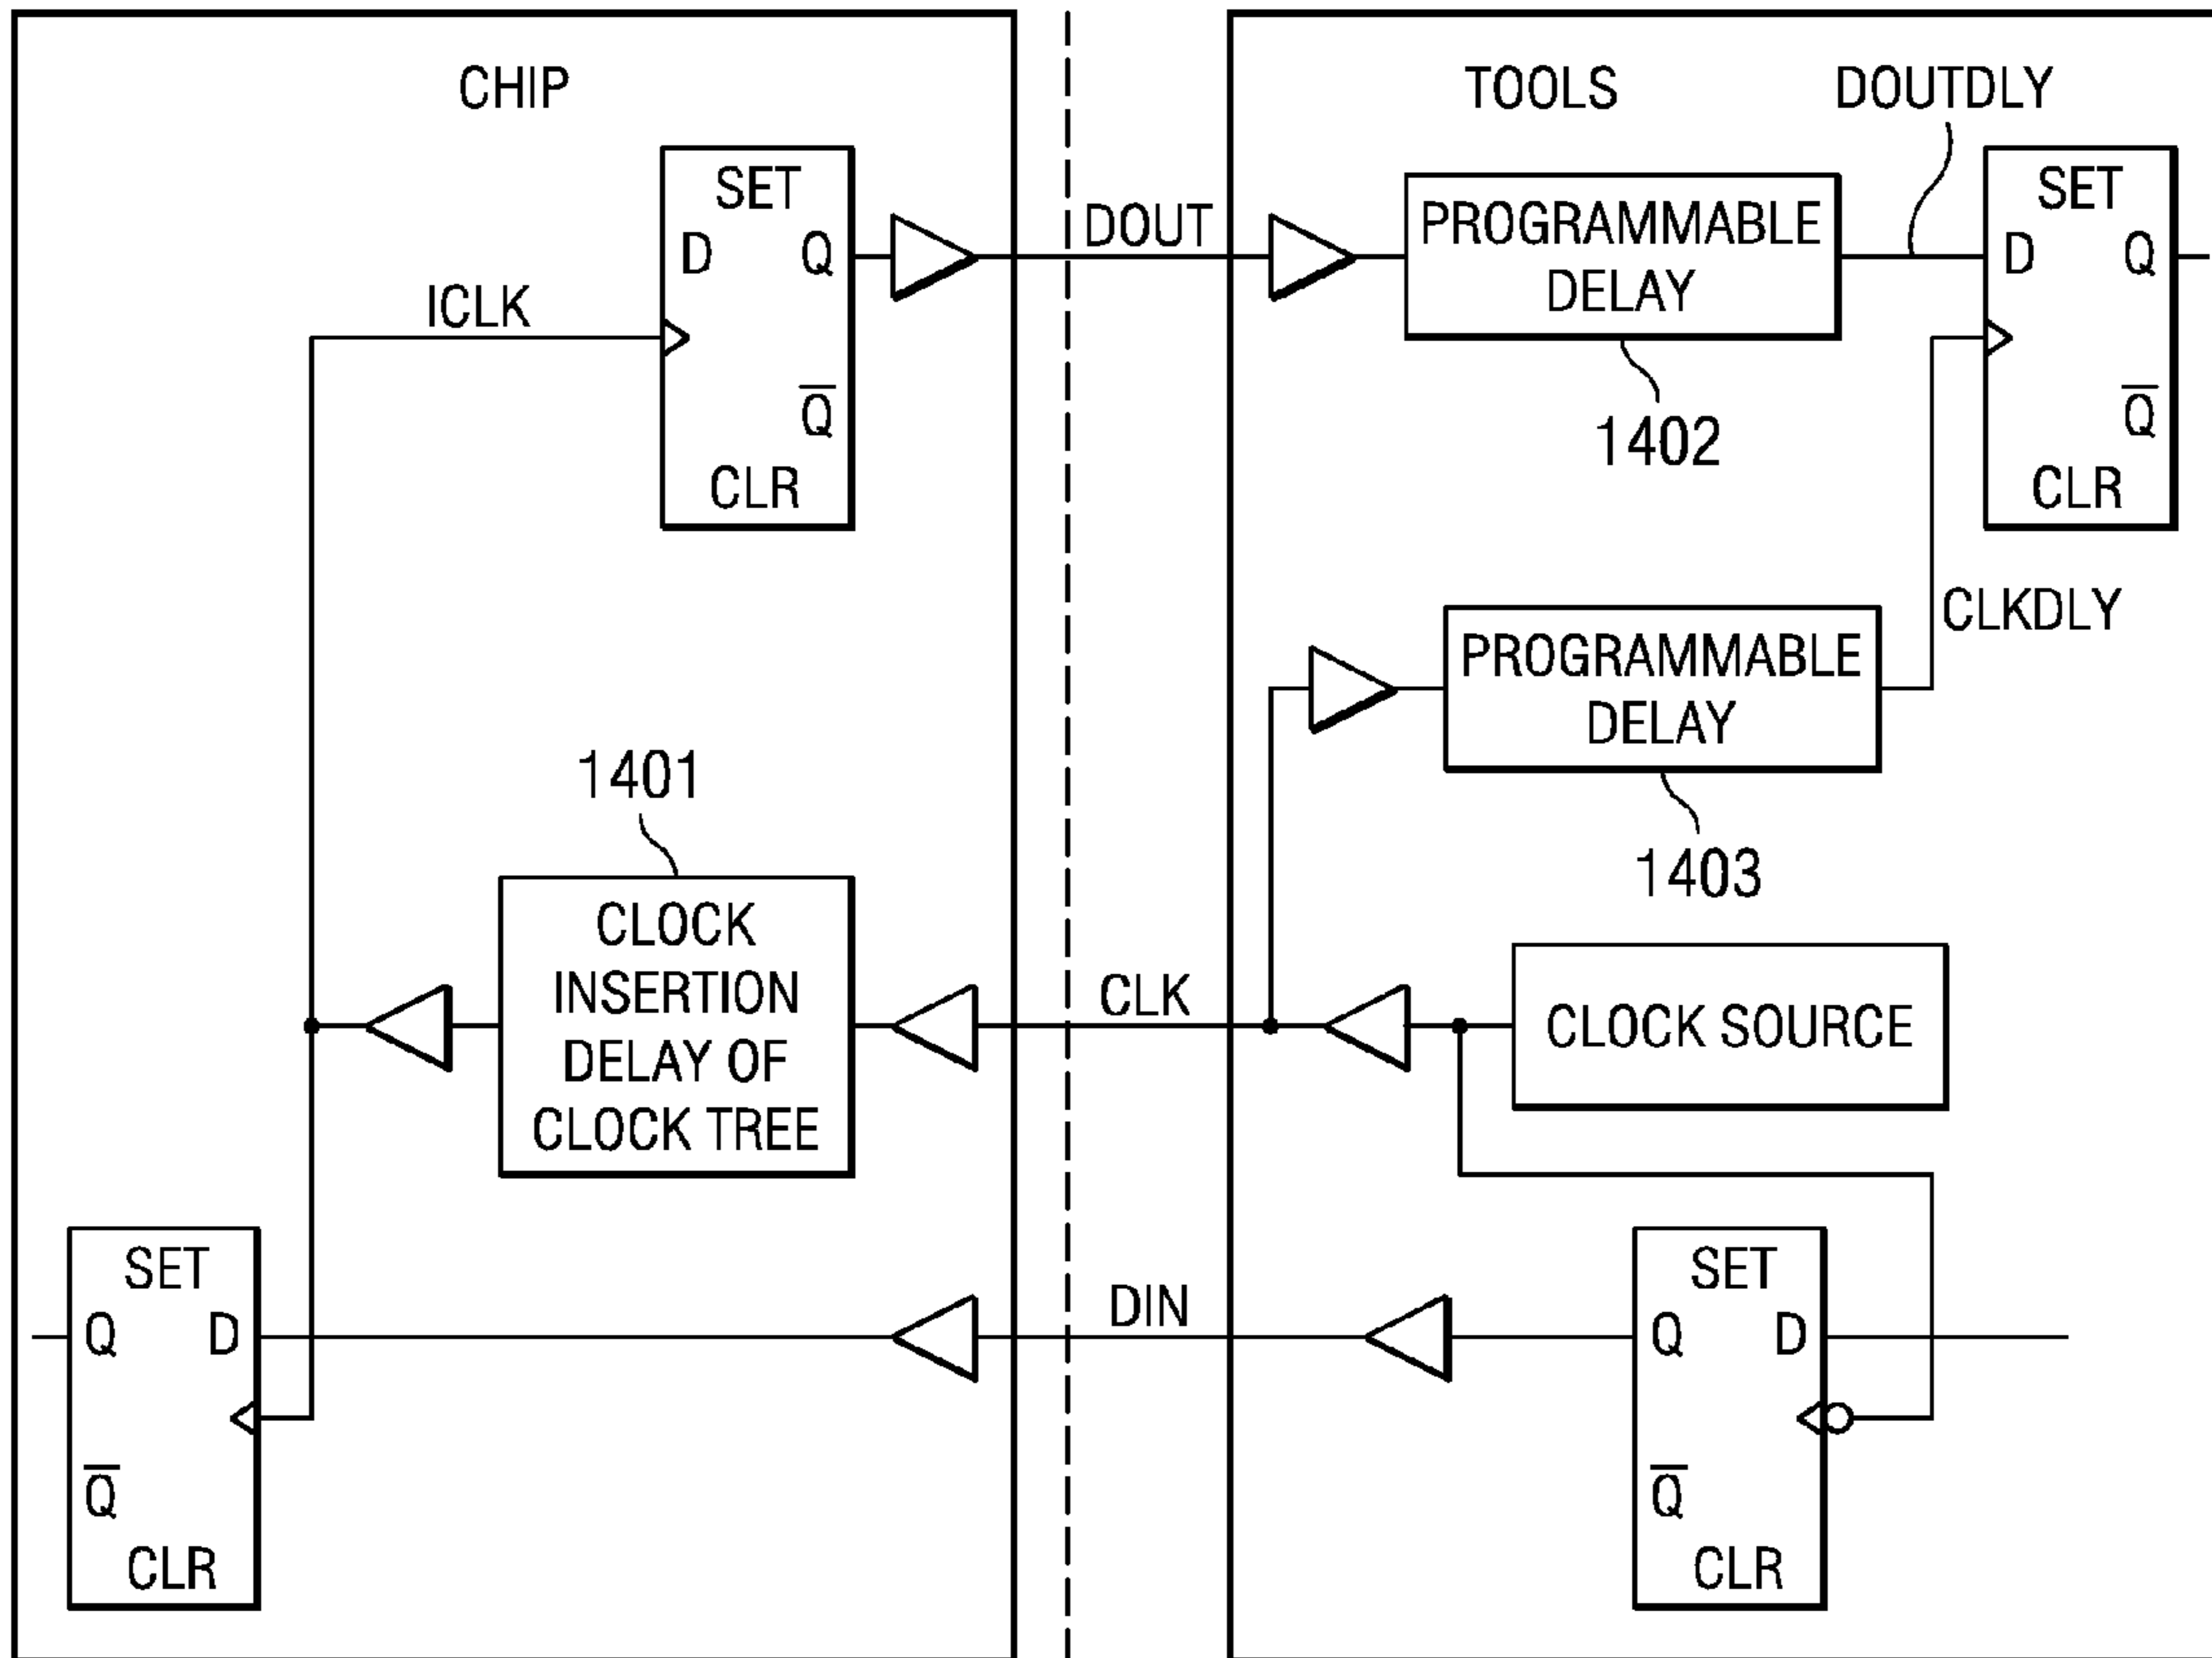 CHIP
SET
D Q
ICLK
Q̅
CLR
1401
CLOCK
INSERTION
DELAY OF
CLOCK TREE
SET
Q D
Q̅
CLR
DOUT
CLK
DIN
TOOLS
DOUTDLY
PROGRAMMABLE
DELAY
1402
SET
D Q
Q̅
CLR
CLKDLY
PROGRAMMABLE
DELAY
1403
CLOCK SOURCE
SET
Q D
Q̅
CLR